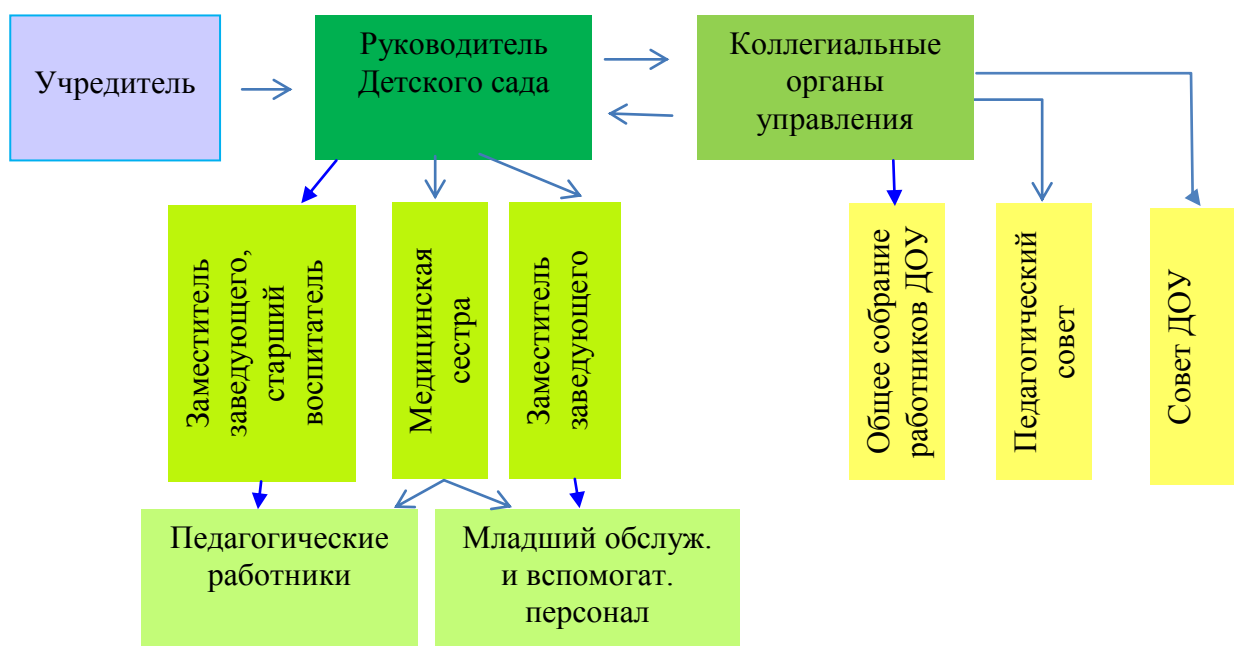 Учредитель
Руководитель
Детского сада
Коллегиальные
органы
управления
Заместитель
заведующего,
старший
воспитатель
Медицинская
сестра
Заместитель
заведующего
Общее собрание
работников ДОУ
Педагогический
совет
Совет ДОУ
Педагогические
работники
Младший обслуж.
и вспомогат.
персонал